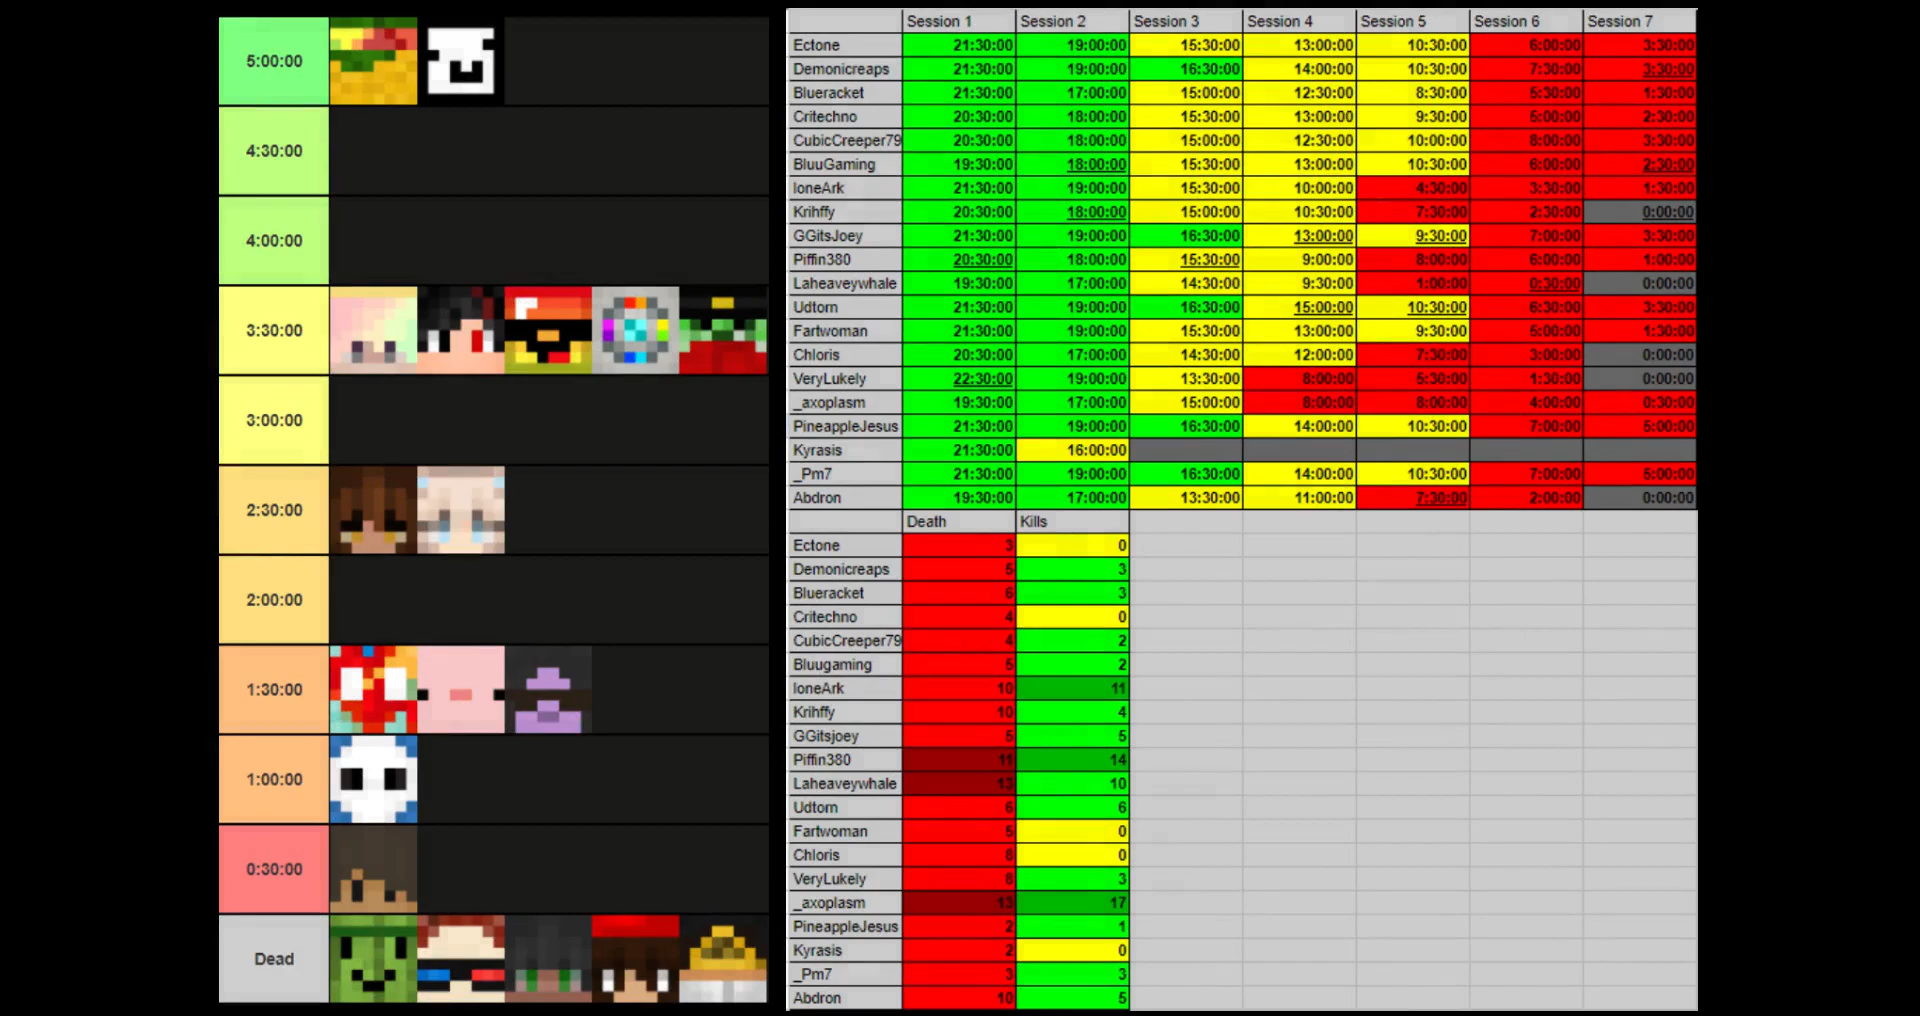 5:00:00
4:30:00
4:00:00
3:30:00
3:00:00
2:30:00
2:00:00
1:30:00
1:00:00
0:30:00
Dead
Session 1 Session 2 Session 3 Session 4 Session 5 Session 6 Session 7
Ectone 21:30:00 19:00:00 15:30:00 13:00:00 10:30:00 6:00:00 3:30:00
Demonicreaps 21:30:00 19:00:00 16:30:00 14:00:00 10:30:00 7:30:00 3:30:00
Blueracket 21:30:00 17:00:00 15:00:00 12:30:00 8:30:00 5:30:00 1:30:00
Critechno 20:30:00 18:00:00 15:30:00 13:00:00 9:30:00 5:00:00 2:30:00
CubicCreeper79 20:30:00 18:00:00 15:00:00 12:30:00 10:00:00 8:00:00 3:30:00
BluuGaming 19:30:00 18:00:00 15:30:00 13:00:00 10:30:00 6:00:00 2:30:00
IoneArk 21:30:00 19:00:00 15:30:00 10:00:00 4:30:00 3:30:00 1:30:00
Krihffy 20:30:00 18:00:00 15:00:00 10:30:00 7:30:00 2:30:00 0:00:00
GGitsJoey 21:30:00 19:00:00 16:30:00 13:00:00 9:30:00 7:00:00 3:30:00
Piffin380 20:30:00 18:00:00 15:30:00 9:00:00 8:00:00 6:00:00 1:00:00
Laheaveywhale 19:30:00 17:00:00 14:30:00 9:30:00 1:00:00 0:30:00 0:00:00
Udtorn 21:30:00 19:00:00 16:30:00 15:00:00 10:30:00 6:30:00 3:30:00
Fartwoman 21:30:00 19:00:00 15:30:00 13:00:00 9:30:00 5:00:00 1:30:00
Chloris 20:30:00 17:00:00 14:30:00 12:00:00 7:30:00 3:00:00 0:00:00
VeryLukely 22:30:00 19:00:00 13:30:00 8:00:00 5:30:00 1:30:00 0:00:00
_axoplasm 19:30:00 17:00:00 15:00:00 8:00:00 8:00:00 4:00:00 0:30:00
PineappleJesus 21:30:00 19:00:00 16:30:00 14:00:00 10:30:00 7:00:00 5:00:00
Kyrasis 21:30:00 16:00:00
_Pm7 21:30:00 19:00:00 16:30:00 14:00:00 10:30:00 7:00:00 5:00:00
Abdron 19:30:00 17:00:00 13:30:00 11:00:00 7:30:00 2:00:00 0:00:00
Death Kills
Ectone 3 0
Demonicreaps 5 3
Blueracket 6 3
Critechno 4 0
CubicCreeper79 4 2
Bluugaming 5 2
IoneArk 10 11
Krihffy 10 4
GGitsjoey 5 5
Piffin380 11 14
Laheaveywhale 13 10
Udtorn 6 6
Fartwoman 5 0
Chloris 8 0
VeryLukely 8 3
_axoplasm 13 17
PineappleJesus 2 1
Kyrasis 2 0
_Pm7 3 3
Abdron 10 5